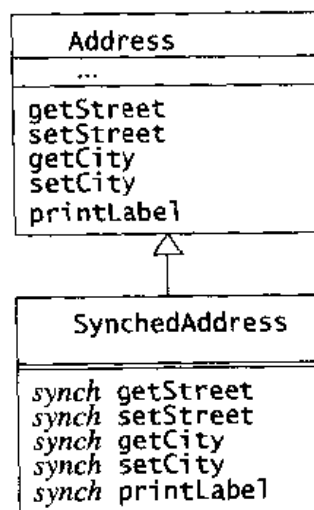 Address
...
getStreet
setStreet
getCity
setCity
printLabel
SynchedAddress
synch getStreet
synch setStreet
synch getCity
synch setCity
synch printLabel